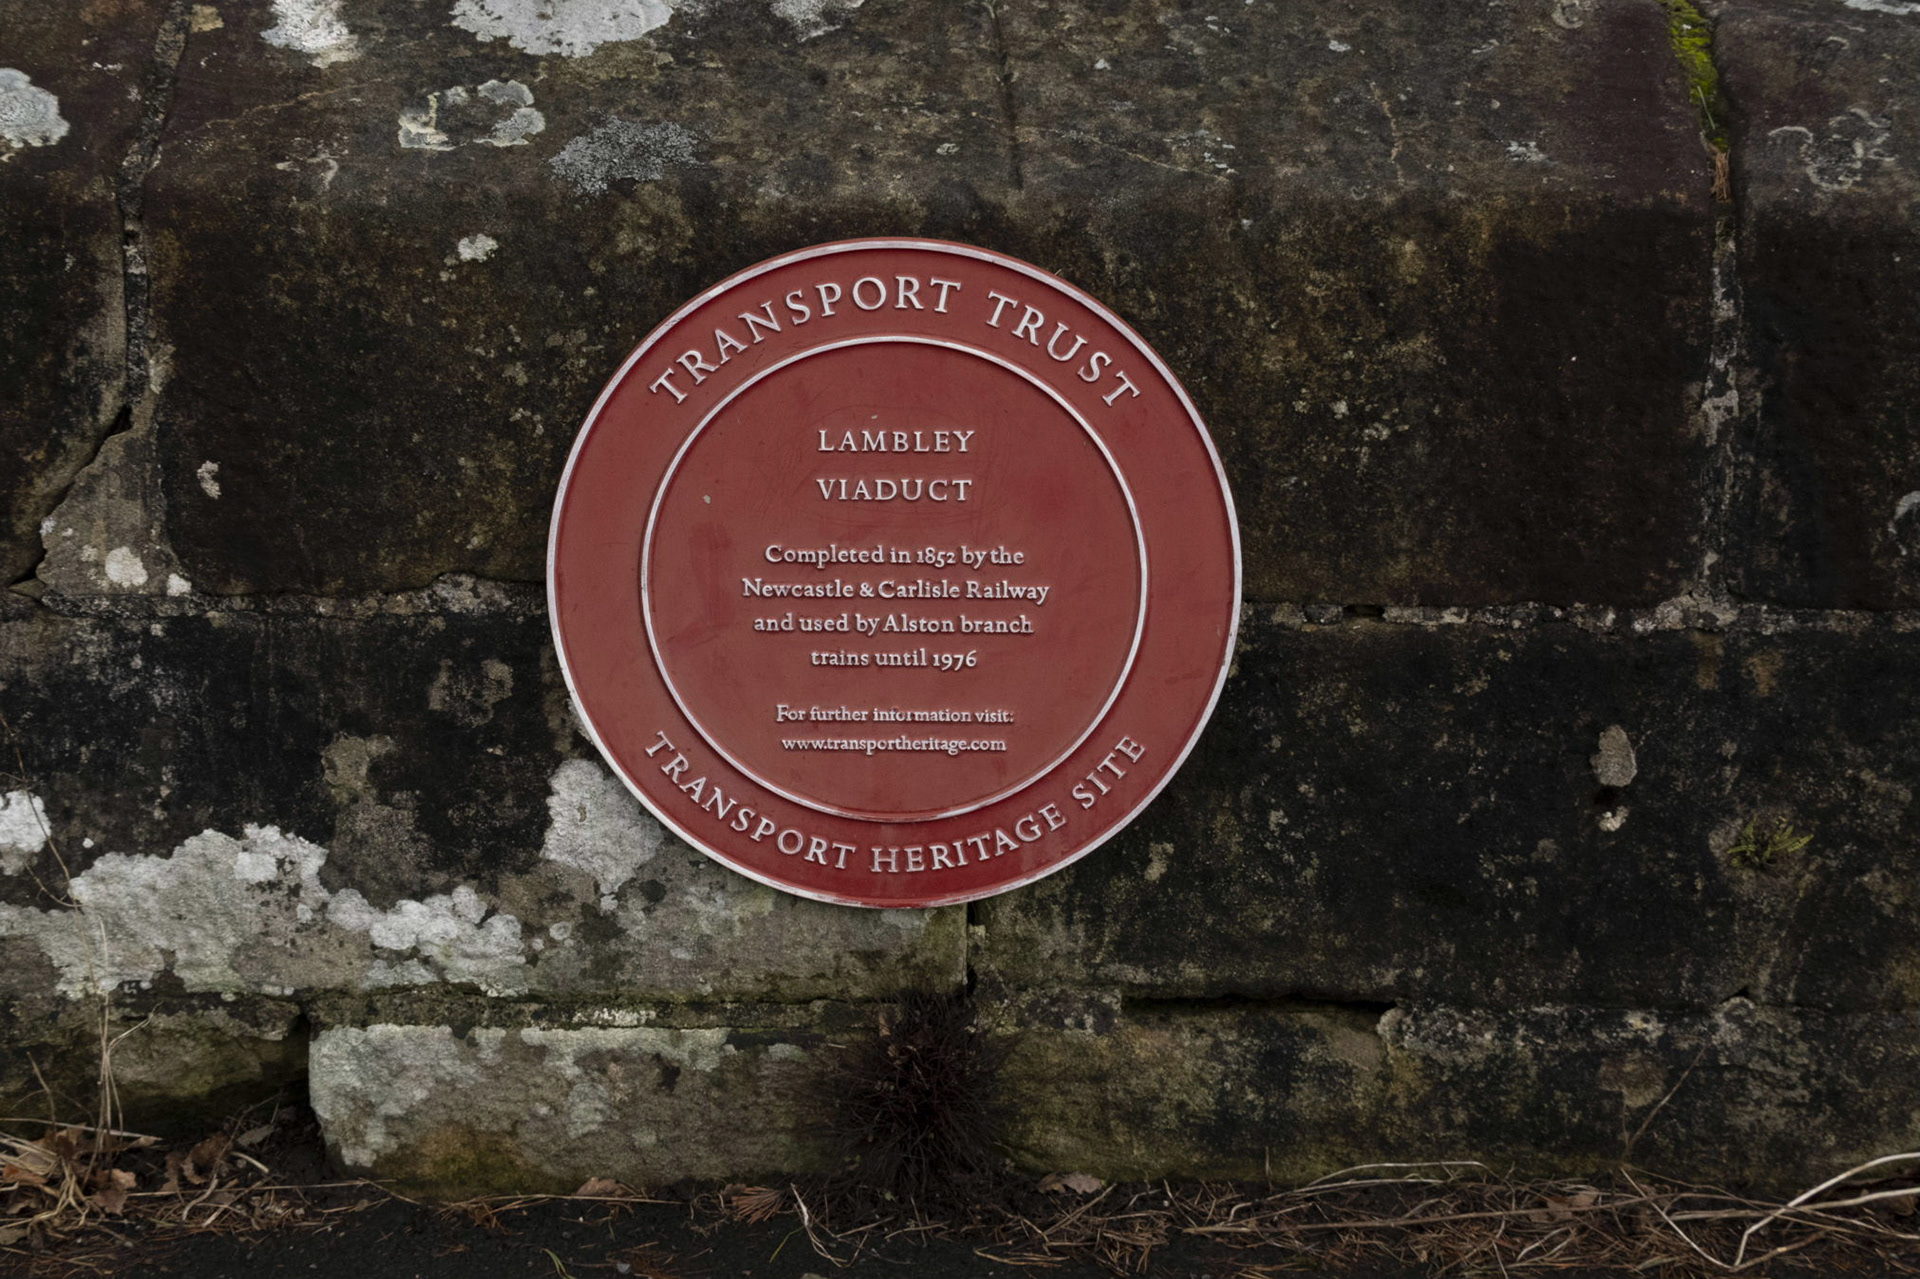 TRANSPORT TRUST
LAMBLEY
VIADUCT
Completed in 1852 by the
Newcastle & Carlisle Railway
and used by Alston branch
trains until 1976
For further information visit:
www.transportheritage.com
TRANSPORT HERITAGE SITE